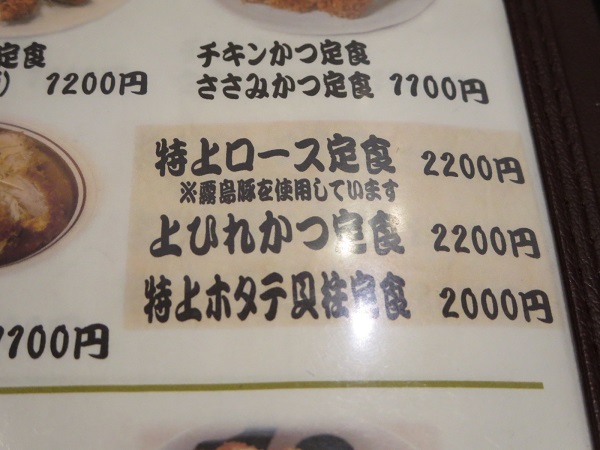 定食
) 1200円
チキンかつ定食
ささみかつ定食 1100円
特上ロース定食 2200円
※霧島豚を使用しています
上ひれかつ定食 2200円
特上ホタテ貝柱定食 2000円
1100円